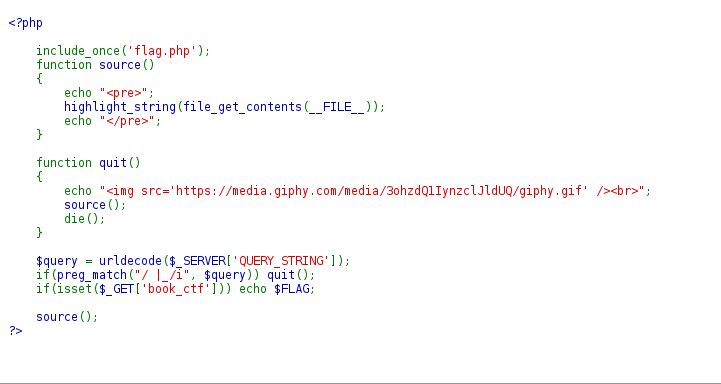 <?php
include_once('flag.php');
function source()
{
echo "<pre>";
highlight_string(file_get_contents(__FILE__));
echo "</pre>";
}
function quit()
{
echo "<img src='https://media.giphy.com/media/3ohzdQ1IynzclJldUQ/giphy.gif' /><br>";
source();
die();
}
$query = urldecode($_SERVER['QUERY_STRING']);
if(preg_match("/ |_/i", $query)) quit();
if(isset($_GET['book_ctf'])) echo $FLAG;
source();
?>